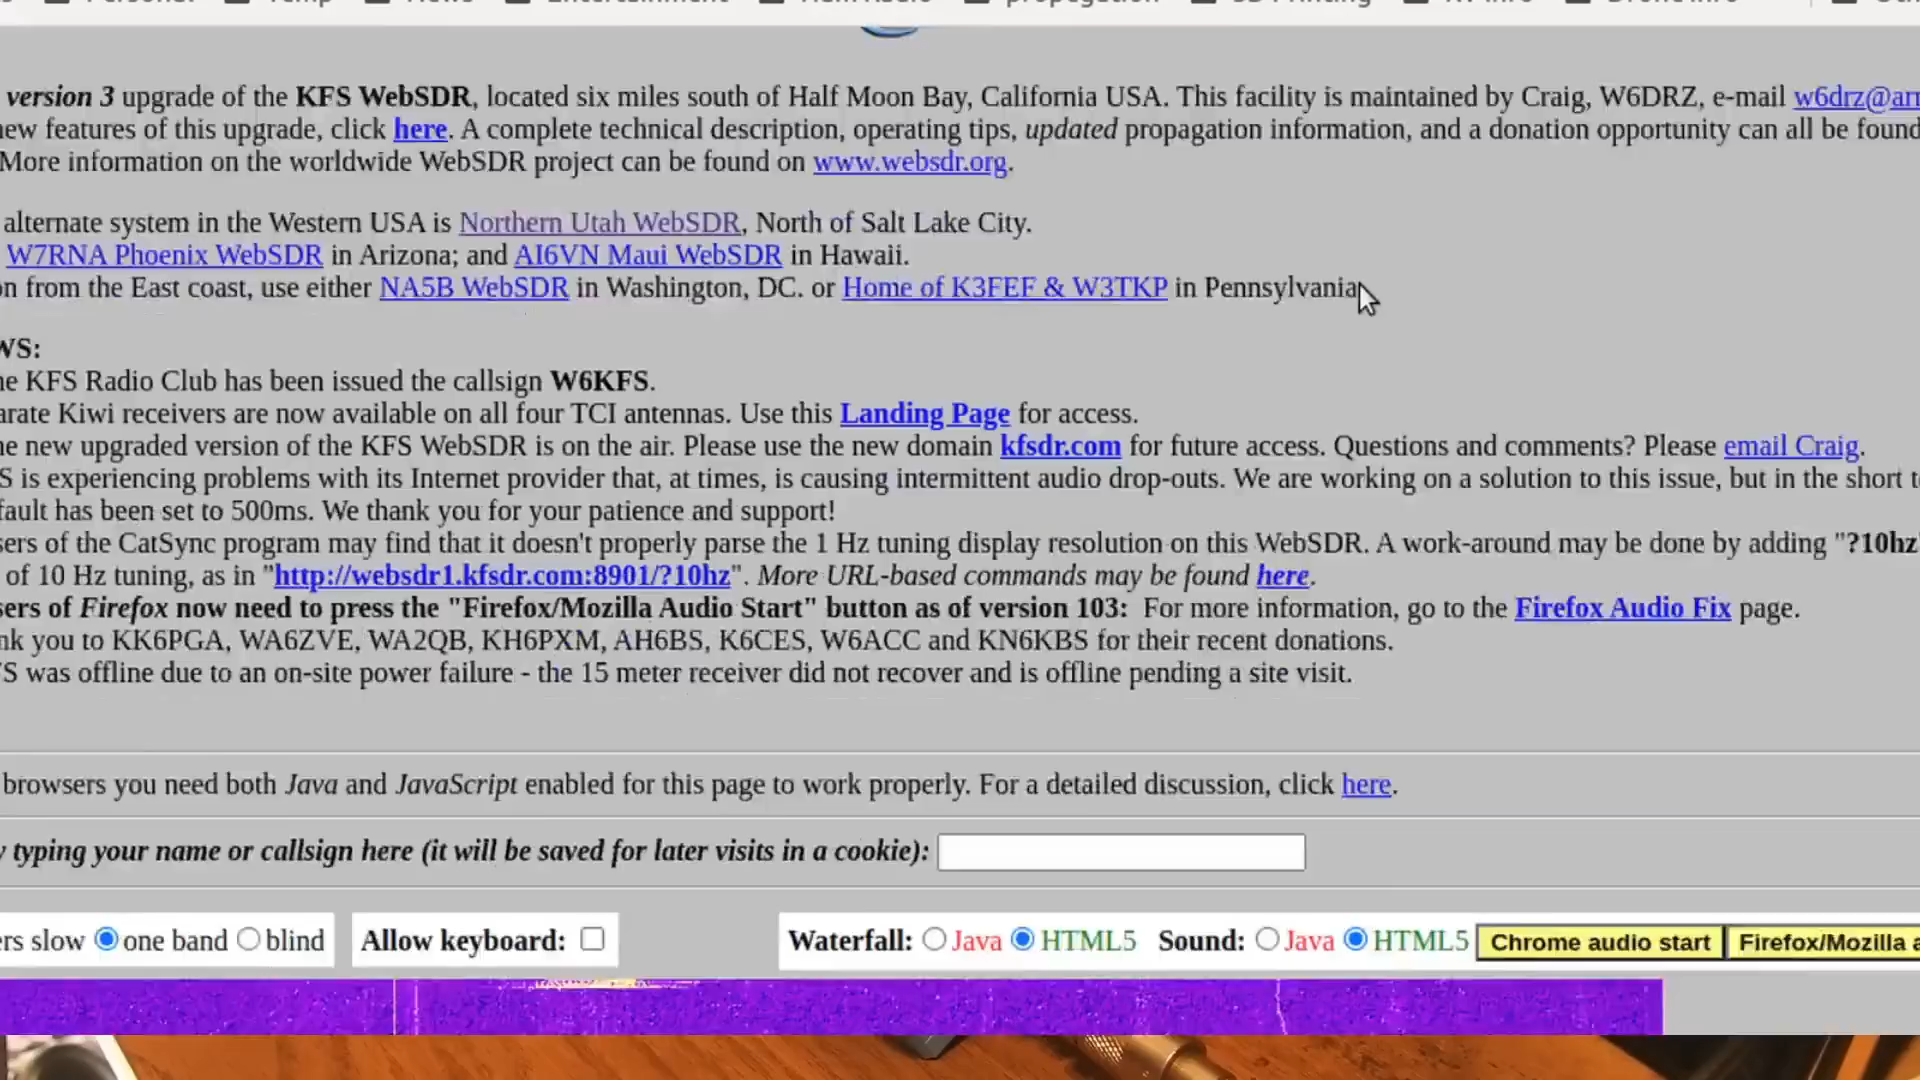 version 3 upgrade of the KFS WebSDR, located six miles south of Half Moon Bay, California USA. This facility is maintained by Craig, W6DRZ, e-mail w6drz@arr
new features of this upgrade, click here. A complete technical description, operating tips, updated propagation information, and a donation opportunity can all be found
More information on the worldwide WebSDR project can be found on www.websdr.org.
alternate system in the Western USA is Northern Utah WebSDR, North of Salt Lake City.
W7RNA Phoenix WebSDR in Arizona; and AI6VN Maui WebSDR in Hawaii.
on from the East coast, use either NA5B WebSDR in Washington, DC. or Home of K3FEF & W3TKP in Pennsylvania
WS:
he KFS Radio Club has been issued the callsign W6KFS.
arate Kiwi receivers are now available on all four TCI antennas. Use this Landing Page for access.
he new upgraded version of the KFS WebSDR is on the air. Please use the new domain kfsdr.com for future access. Questions and comments? Please email Craig.
S is experiencing problems with its Internet provider that, at times, is causing intermittent audio drop-outs. We are working on a solution to this issue, but in the short t
fault has been set to 500ms. We thank you for your patience and support!
sers of the CatSync program may find that it doesn't properly parse the 1 Hz tuning display resolution on this WebSDR. A work-around may be done by adding "?10hz"
of 10 Hz tuning, as in "http://websdr1.kfsdr.com:8901/?10hz". More URL-based commands may be found here.
sers of Firefox now need to press the "Firefox/Mozilla Audio Start" button as of version 103: For more information, go to the Firefox Audio Fix page.
nk you to KK6PGA, WA6ZVE, WA2QB, KH6PXM, AH6BS, K6CES, W6ACC and KN6KBS for their recent donations.
S was offline due to an on-site power failure - the 15 meter receiver did not recover and is offline pending a site visit.
browsers you need both Java and JavaScript enabled for this page to work properly. For a detailed discussion, click here.
y typing your name or callsign here (it will be saved for later visits in a cookie):
ers slow one band blind Allow keyboard: Waterfall: Java HTML5 Sound: Java HTML5 Chrome audio start Firefox/Mozilla a